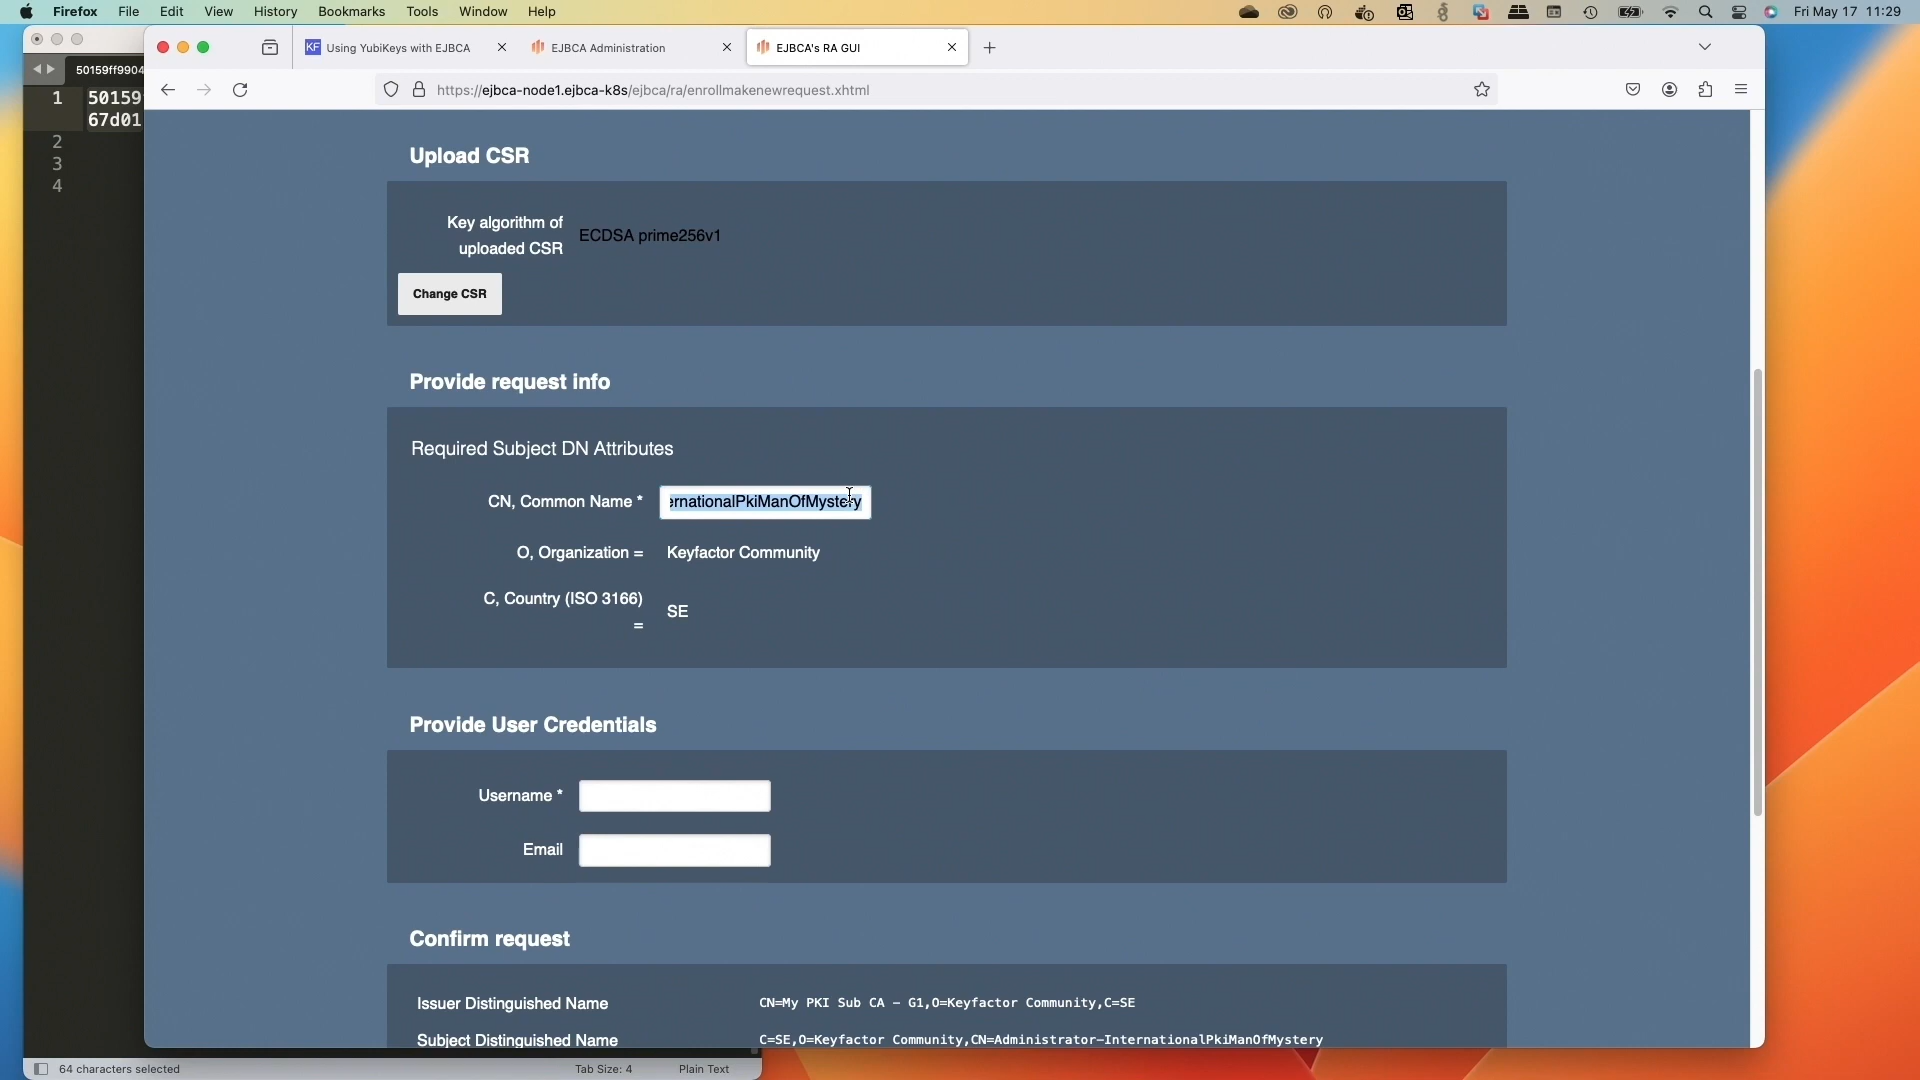 Firefox File Edit View History Bookmarks Tools Window Help Fri May 17 11:29
Using YubiKeys with EJBCA EJBCA Administration EJBCA's RA GUI
50159ff9904
https://ejbca-node1.ejbca-k8s/ejbca/ra/enrollmakenewrequest.xhtml
1 50159
67d01
2
3
4
Upload CSR
Key algorithm of
uploaded CSR
ECDSA prime256v1
Change CSR
Provide request info
Required Subject DN Attributes
CN, Common Name * ernationalPkiManOfMystery
O, Organization = Keyfactor Community
C, Country (ISO 3166)
=
SE
Provide User Credentials
Username *
Email
Confirm request
Issuer Distinguished Name CN=My PKI Sub CA - G1,O=Keyfactor Community,C=SE
Subject Distinguished Name C=SE,O=Keyfactor Community,CN=Administrator-InternationalPkiManOfMystery
64 characters selected Tab Size: 4 Plain Text